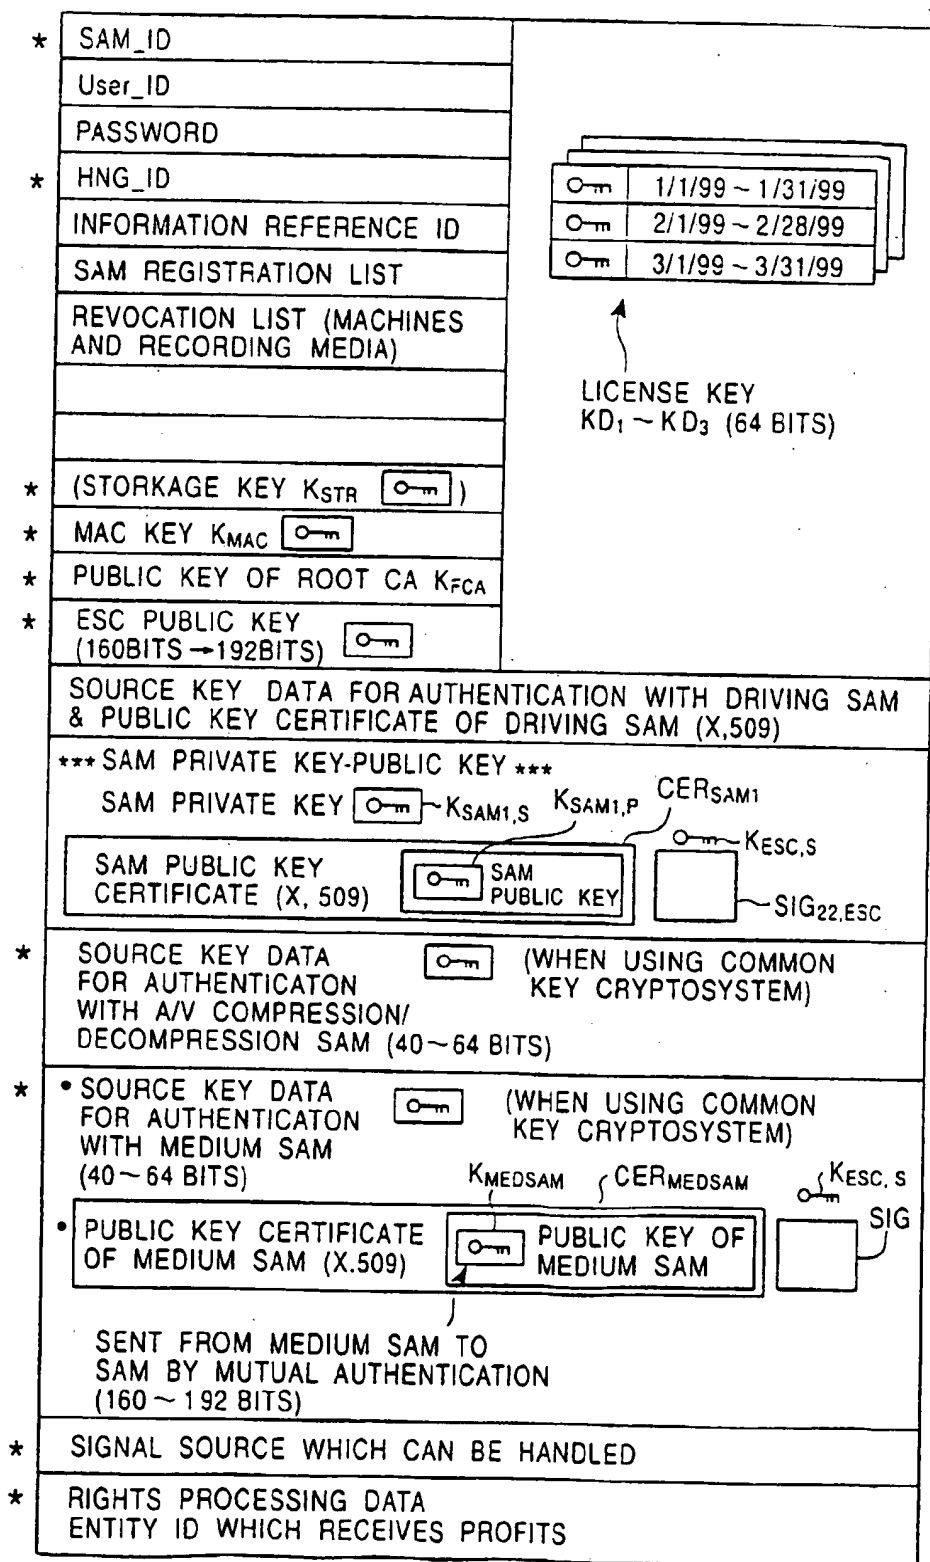 * SAM_ID
User_ID
PASSWORD
* HNG_ID
INFORMATION REFERENCE ID
SAM REGISTRATION LIST
REVOCATION LIST (MACHINES
AND RECORDING MEDIA)
1/1/99~1/31/99
2/1/99~2/28/99
3/1/99~3/31/99
LICENSE KEY
KD1~KD3 (64 BITS)
* (STORKAGE KEY KSTR )
* MAC KEY KMAC
* PUBLIC KEY OF ROOT CA KFCA
* ESC PUBLIC KEY
(160BITS→192BITS)
SOURCE KEY DATA FOR AUTHENTICATION WITH DRIVING SAM
& PUBLIC KEY CERTIFICATE OF DRIVING SAM (X,509)
*** SAM PRIVATE KEY-PUBLIC KEY ***
SAM PRIVATE KEY KSAM1,S KSAM1,P CERSAM1
KESC,S
SAM PUBLIC KEY
CERTIFICATE (X, 509)
SAM
PUBLIC KEY
SIG22,ESC
* SOURCE KEY DATA
FOR AUTHENTICATON
WITH A/V COMPRESSION/
DECOMPRESSION SAM (40~64 BITS)
(WHEN USING COMMON
KEY CRYPTOSYSTEM)
* • SOURCE KEY DATA
FOR AUTHENTICATON
WITH MEDIUM SAM
(40~64 BITS)
(WHEN USING COMMON
KEY CRYPTOSYSTEM)
KMEDSAM CERMEDSAM KESC, S
SIG
• PUBLIC KEY CERTIFICATE
OF MEDIUM SAM (X.509)
PUBLIC KEY OF
MEDIUM SAM
SENT FROM MEDIUM SAM TO
SAM BY MUTUAL AUTHENTICATION
(160~192 BITS)
* SIGNAL SOURCE WHICH CAN BE HANDLED
* RIGHTS PROCESSING DATA
ENTITY ID WHICH RECEIVES PROFITS